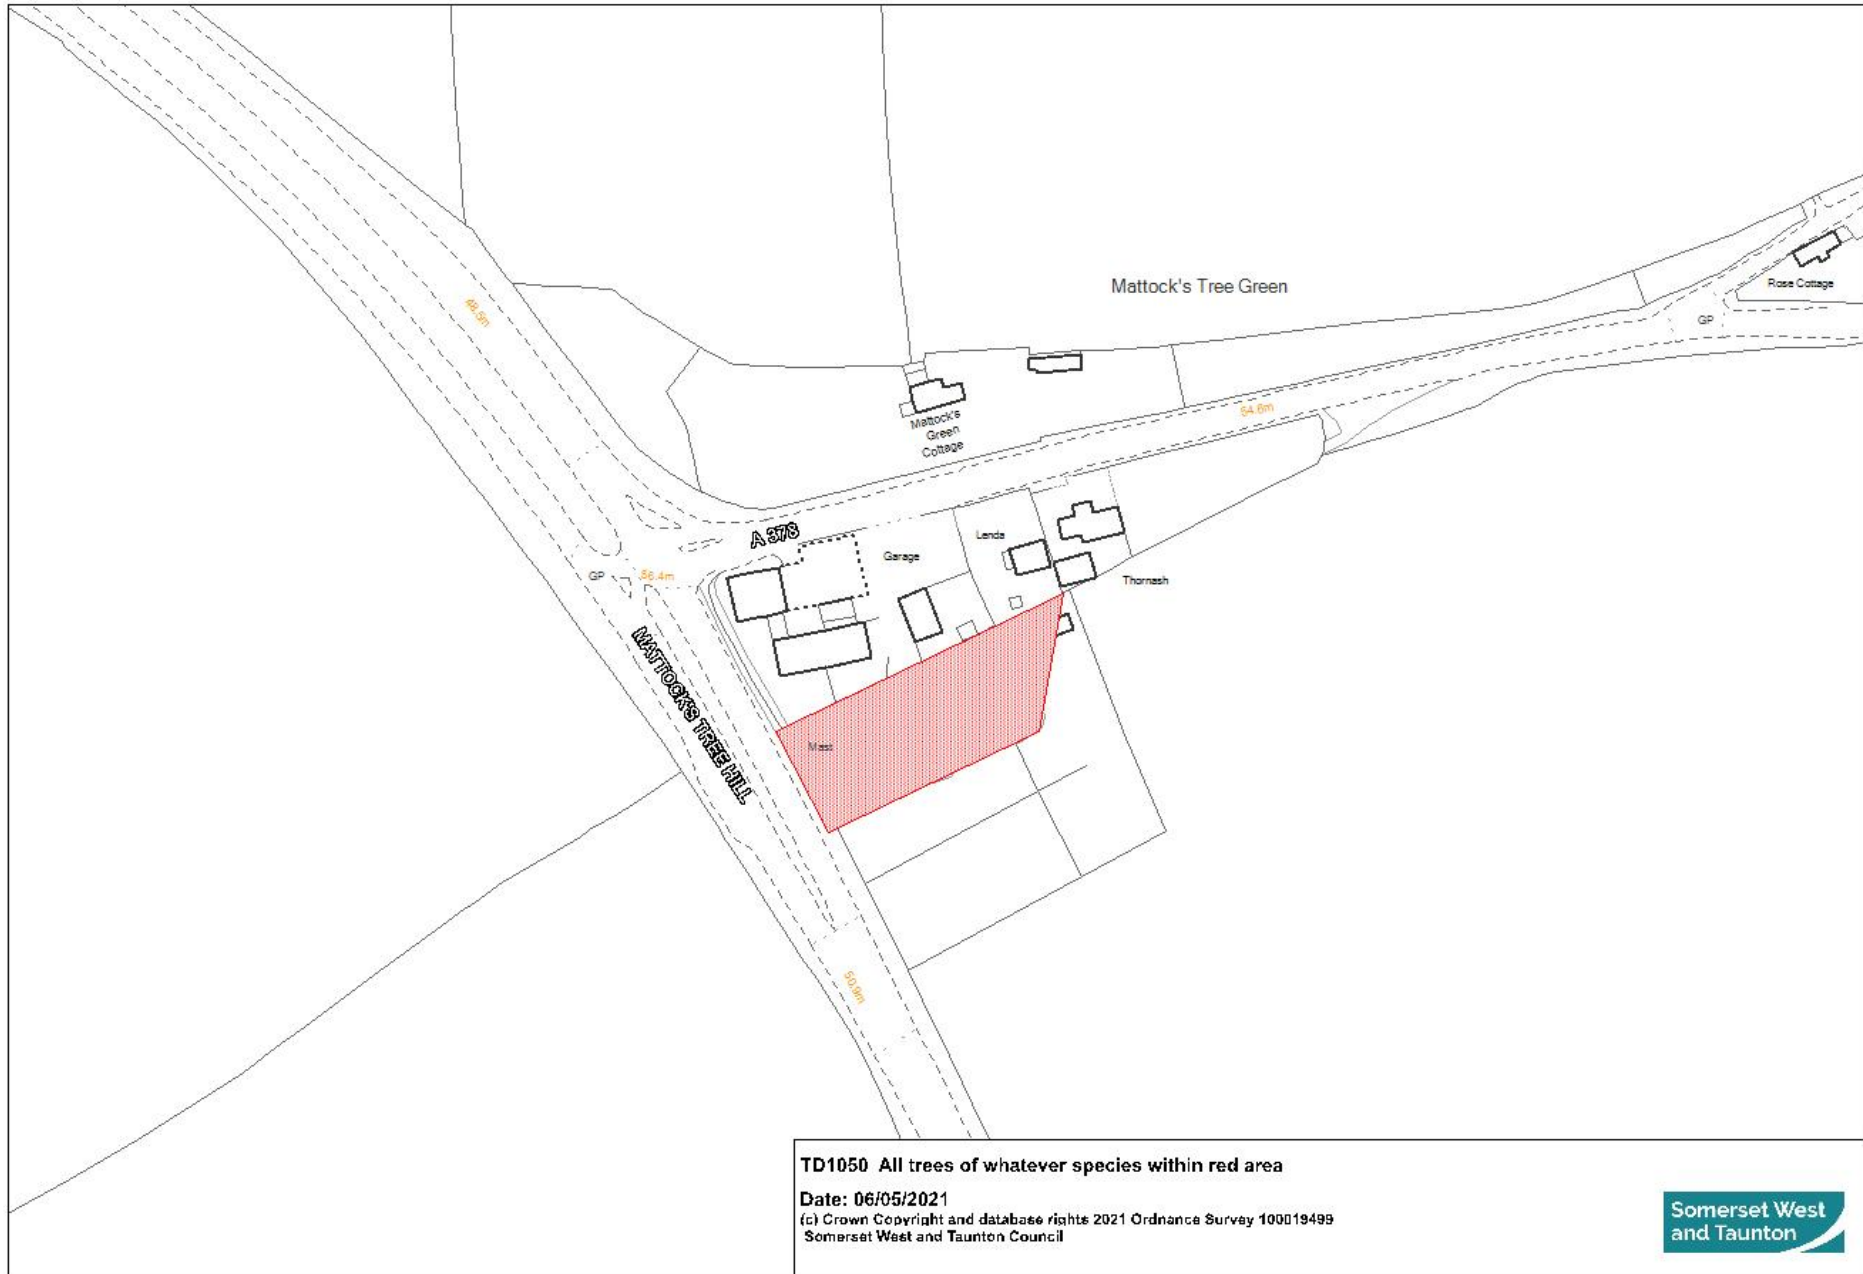 48.5m
Mattock's Tree Green
Rose Cottage
GP
Mattock's
Green
Cottage
54.6m
A 378
Garage
Lenda
GP
56.4m
Thornash
MATTOCK'S TREE HILL
Mast
50.9m
TD1050 All trees of whatever species within red area
Date: 06/05/2021
(c) Crown Copyright and database rights 2021 Ordnance Survey 100019499
Somerset West and Taunton Council
Somerset West
and Taunton